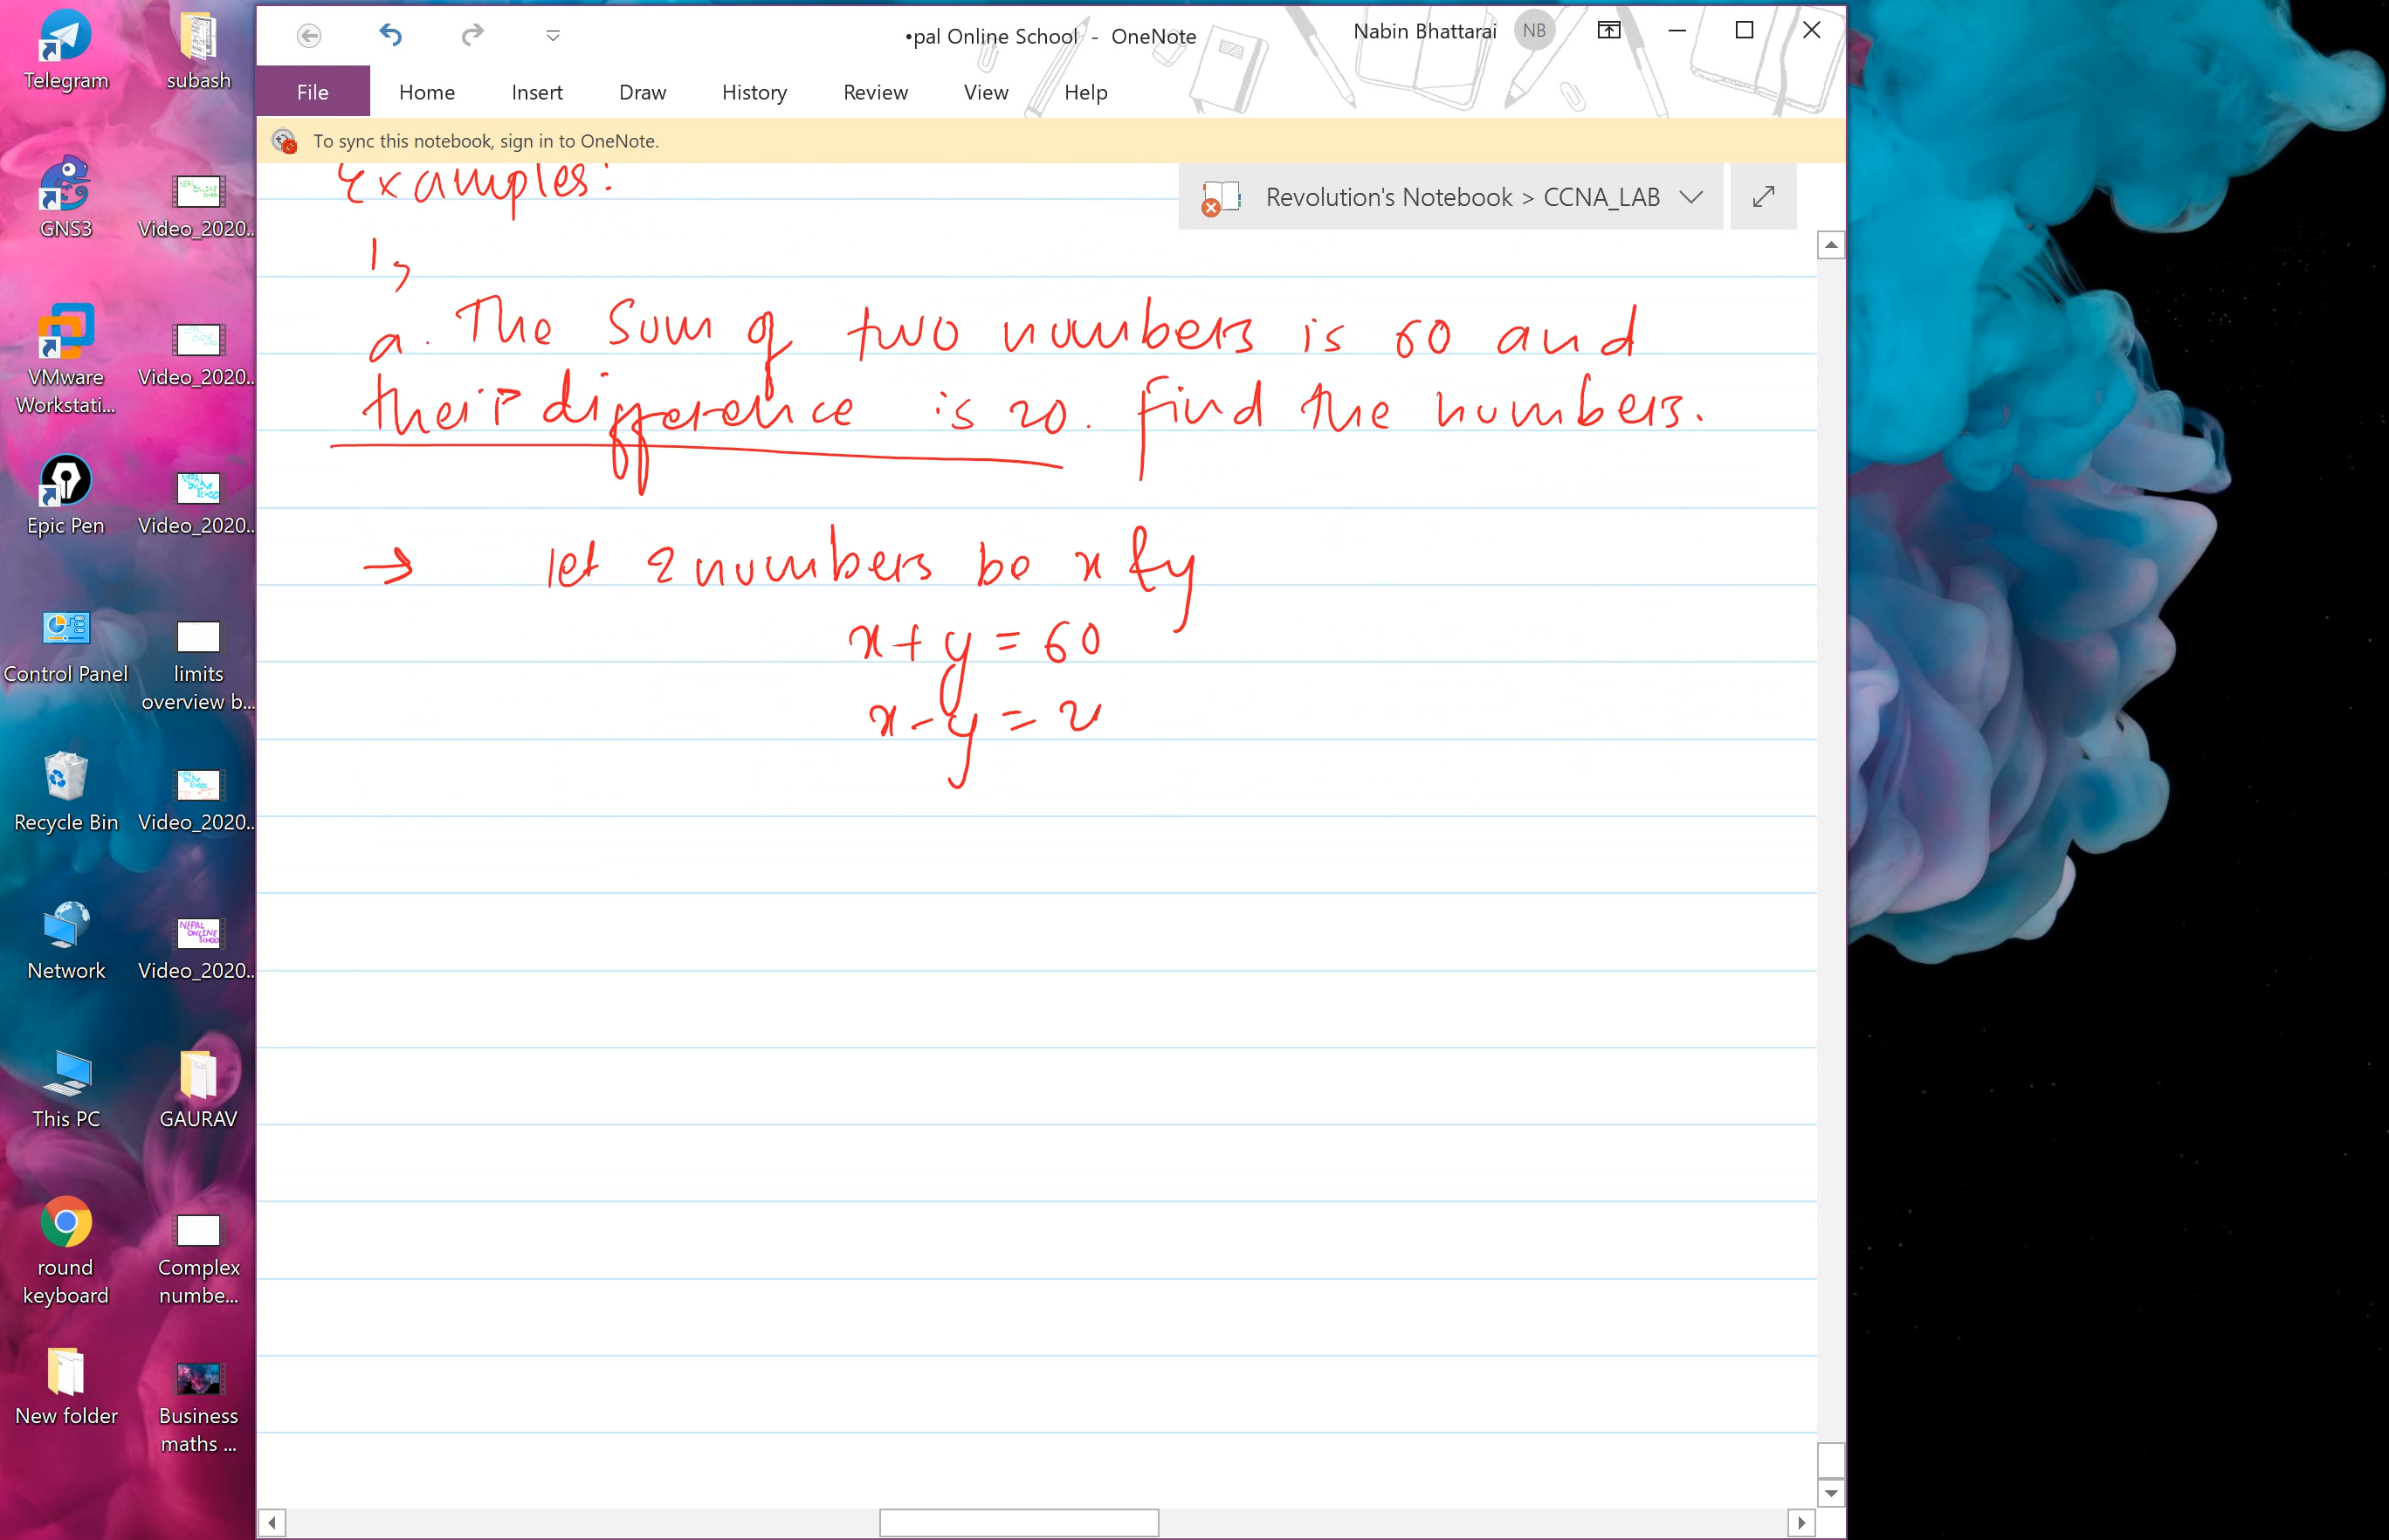 Telegram
subash
GNS3
Video_2020..
VMware
Workstati...
Video_2020..
Epic Pen
Video_2020..
Control Panel
limits
overview b...
Recycle Bin
Video_2020..
Network
Video_2020..
This PC
GAURAV
round
keyboard
Complex
numbe...
New folder
Business
maths ...
•pal Online School - OneNote
Nabin Bhattarai NB
File Home Insert Draw History Review View Help
To sync this notebook, sign in to OneNote.
Revolution's Notebook > CCNA_LAB
Examples:
1,
a. The Sum of two numbers is 60 and
their difference is 20. Find the numbers.
→ let 2 numbers be x & y
x + y = 60
x - y = 2